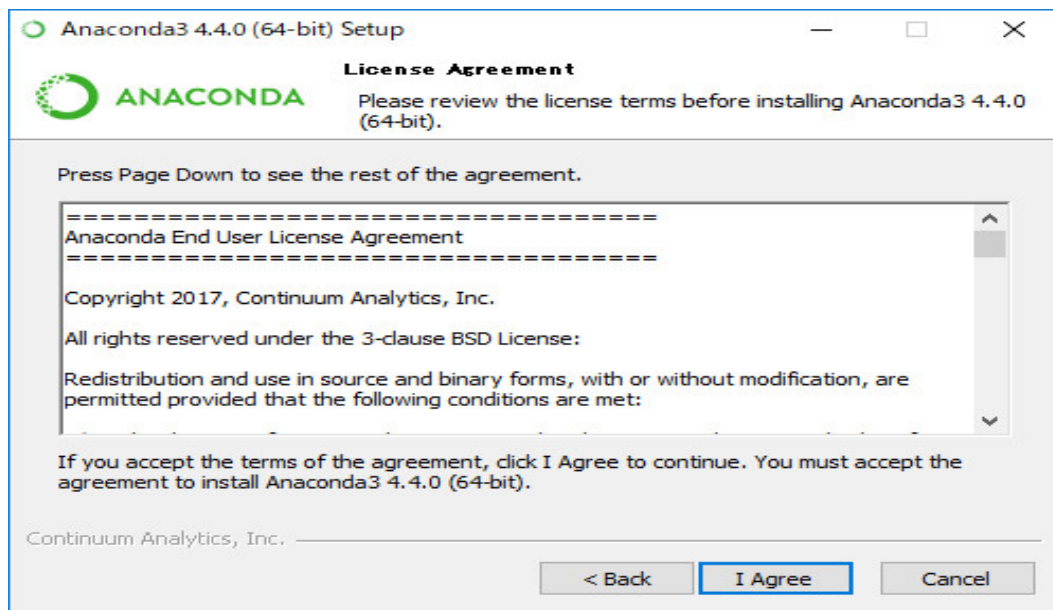 Anaconda3 4.4.0 (64-bit) Setup
ANACONDA
License Agreement
Please review the license terms before installing Anaconda3 4.4.0
(64-bit).
Press Page Down to see the rest of the agreement.
===================================
Anaconda End User License Agreement
===================================
Copyright 2017, Continuum Analytics, Inc.
All rights reserved under the 3-clause BSD License:
Redistribution and use in source and binary forms, with or without modification, are
permitted provided that the following conditions are met:
If you accept the terms of the agreement, click I Agree to continue. You must accept the
agreement to install Anaconda3 4.4.0 (64-bit).
Continuum Analytics, Inc.
< Back
I Agree
Cancel